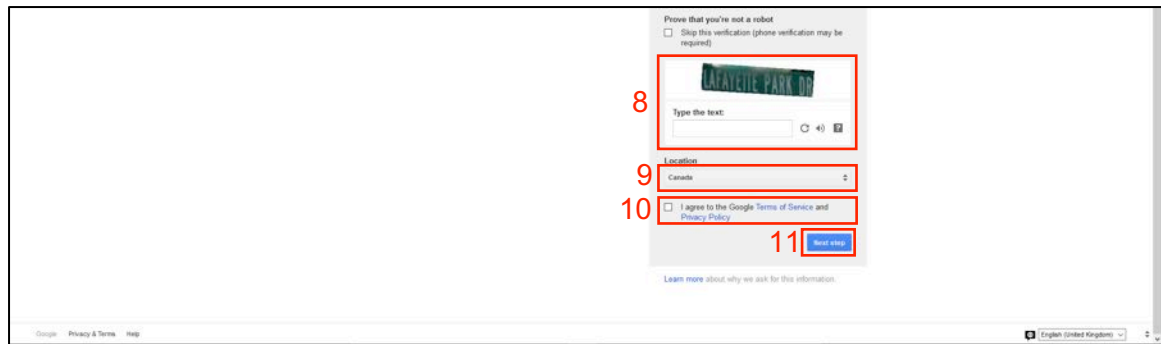 Prove that you're not a robot
Skip this verification (phone verification may be
required)
LAFAYETTE PARK DR
8
Type the text:
Location
9
Canada
10
I agree to the Google Terms of Service and
Privacy Policy
11
Next step
Learn more about why we ask for this information.
Google Privacy & Terms Help
English (United Kingdom)